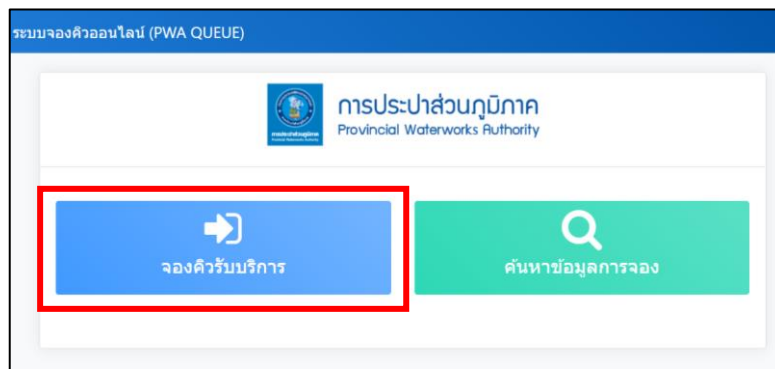 ระบบจองคิวออนไลน์ (PWA QUEUE)
การประปาส่วนภูมิภาค
Provincial Waterworks Authority
จองคิวรับบริการ
ค้นหาข้อมูลการจอง